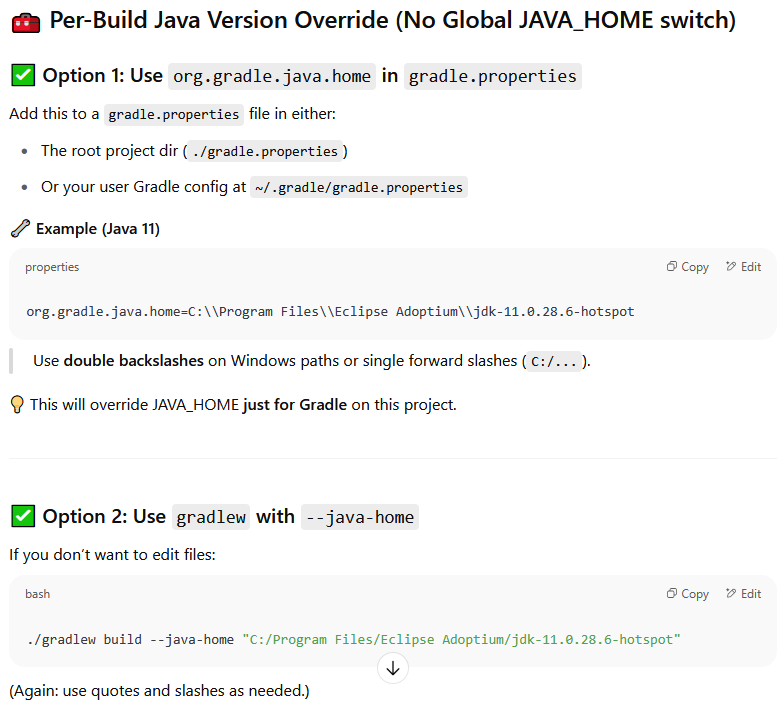 🧰 Per-Build Java Version Override (No Global JAVA_HOME switch)
✅ Option 1: Use org.gradle.java.home in gradle.properties
Add this to a gradle.properties file in either:
• The root project dir ( ./gradle.properties )
• Or your user Gradle config at ~/.gradle/gradle.properties
🔧 Example (Java 11)
properties Copy Edit
org.gradle.java.home=C:\\Program Files\\Eclipse Adoptium\\jdk-11.0.28.6-hotspot
Use double backslashes on Windows paths or single forward slashes ( C:/... ).
💡 This will override JAVA_HOME just for Gradle on this project.
✅ Option 2: Use gradlew with --java-home
If you don’t want to edit files:
bash Copy Edit
./gradlew build --java-home "C:/Program Files/Eclipse Adoptium/jdk-11.0.28.6-hotspot"
(Again: use quotes and slashes as needed.)